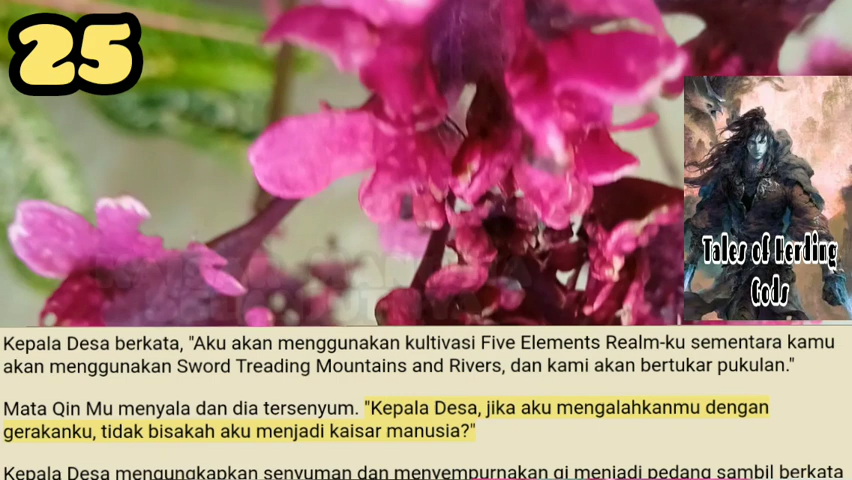 25
Tales of Herding
Gods
Kepala Desa berkata, "Aku akan menggunakan kultivasi Five Elements Realm-ku sementara kamu
akan menggunakan Sword Treading Mountains and Rivers, dan kami akan bertukar pukulan."
Mata Qin Mu menyala dan dia tersenyum. "Kepala Desa, jika aku mengalahkanmu dengan
gerakanku, tidak bisakah aku menjadi kaisar manusia?"
Kepala Desa mengungkapkan senyuman dan menyempurnakan qi menjadi pedang sambil berkata